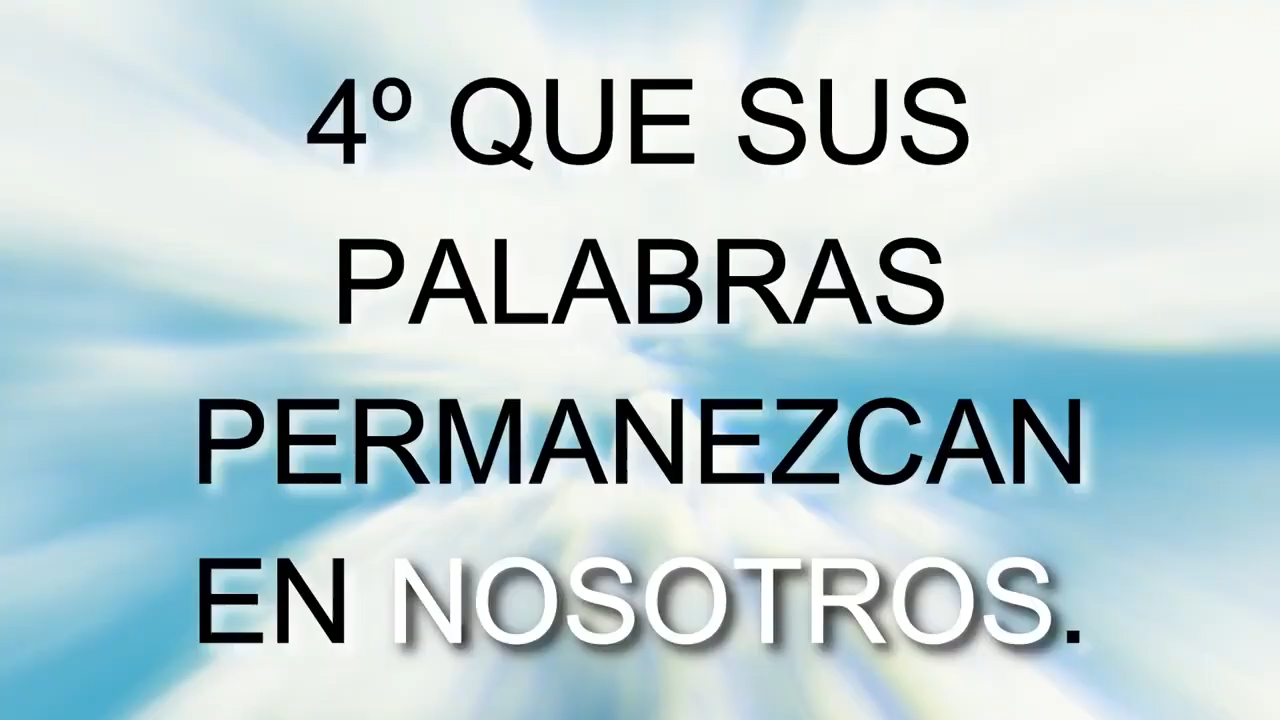 4º QUE SUS
PALABRAS
PERMANEZCAN
EN NOSOTROS.